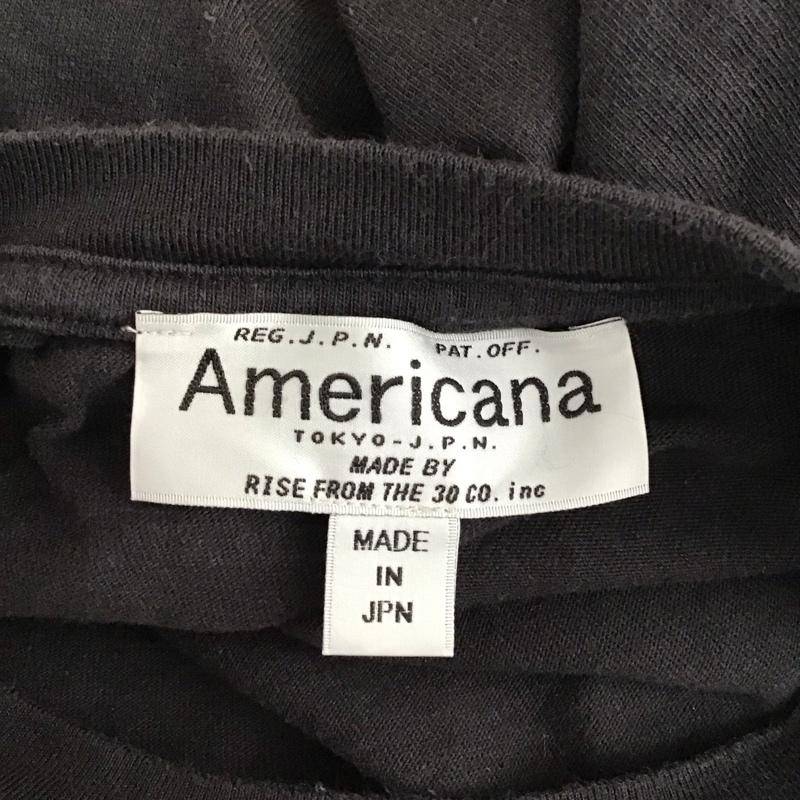 REG.J.P.N. PAT.OFF.
Americana
TOKYO-J.P.N.
MADE BY
RISE FROM THE 30 CO. inc
MADE
IN
JPN